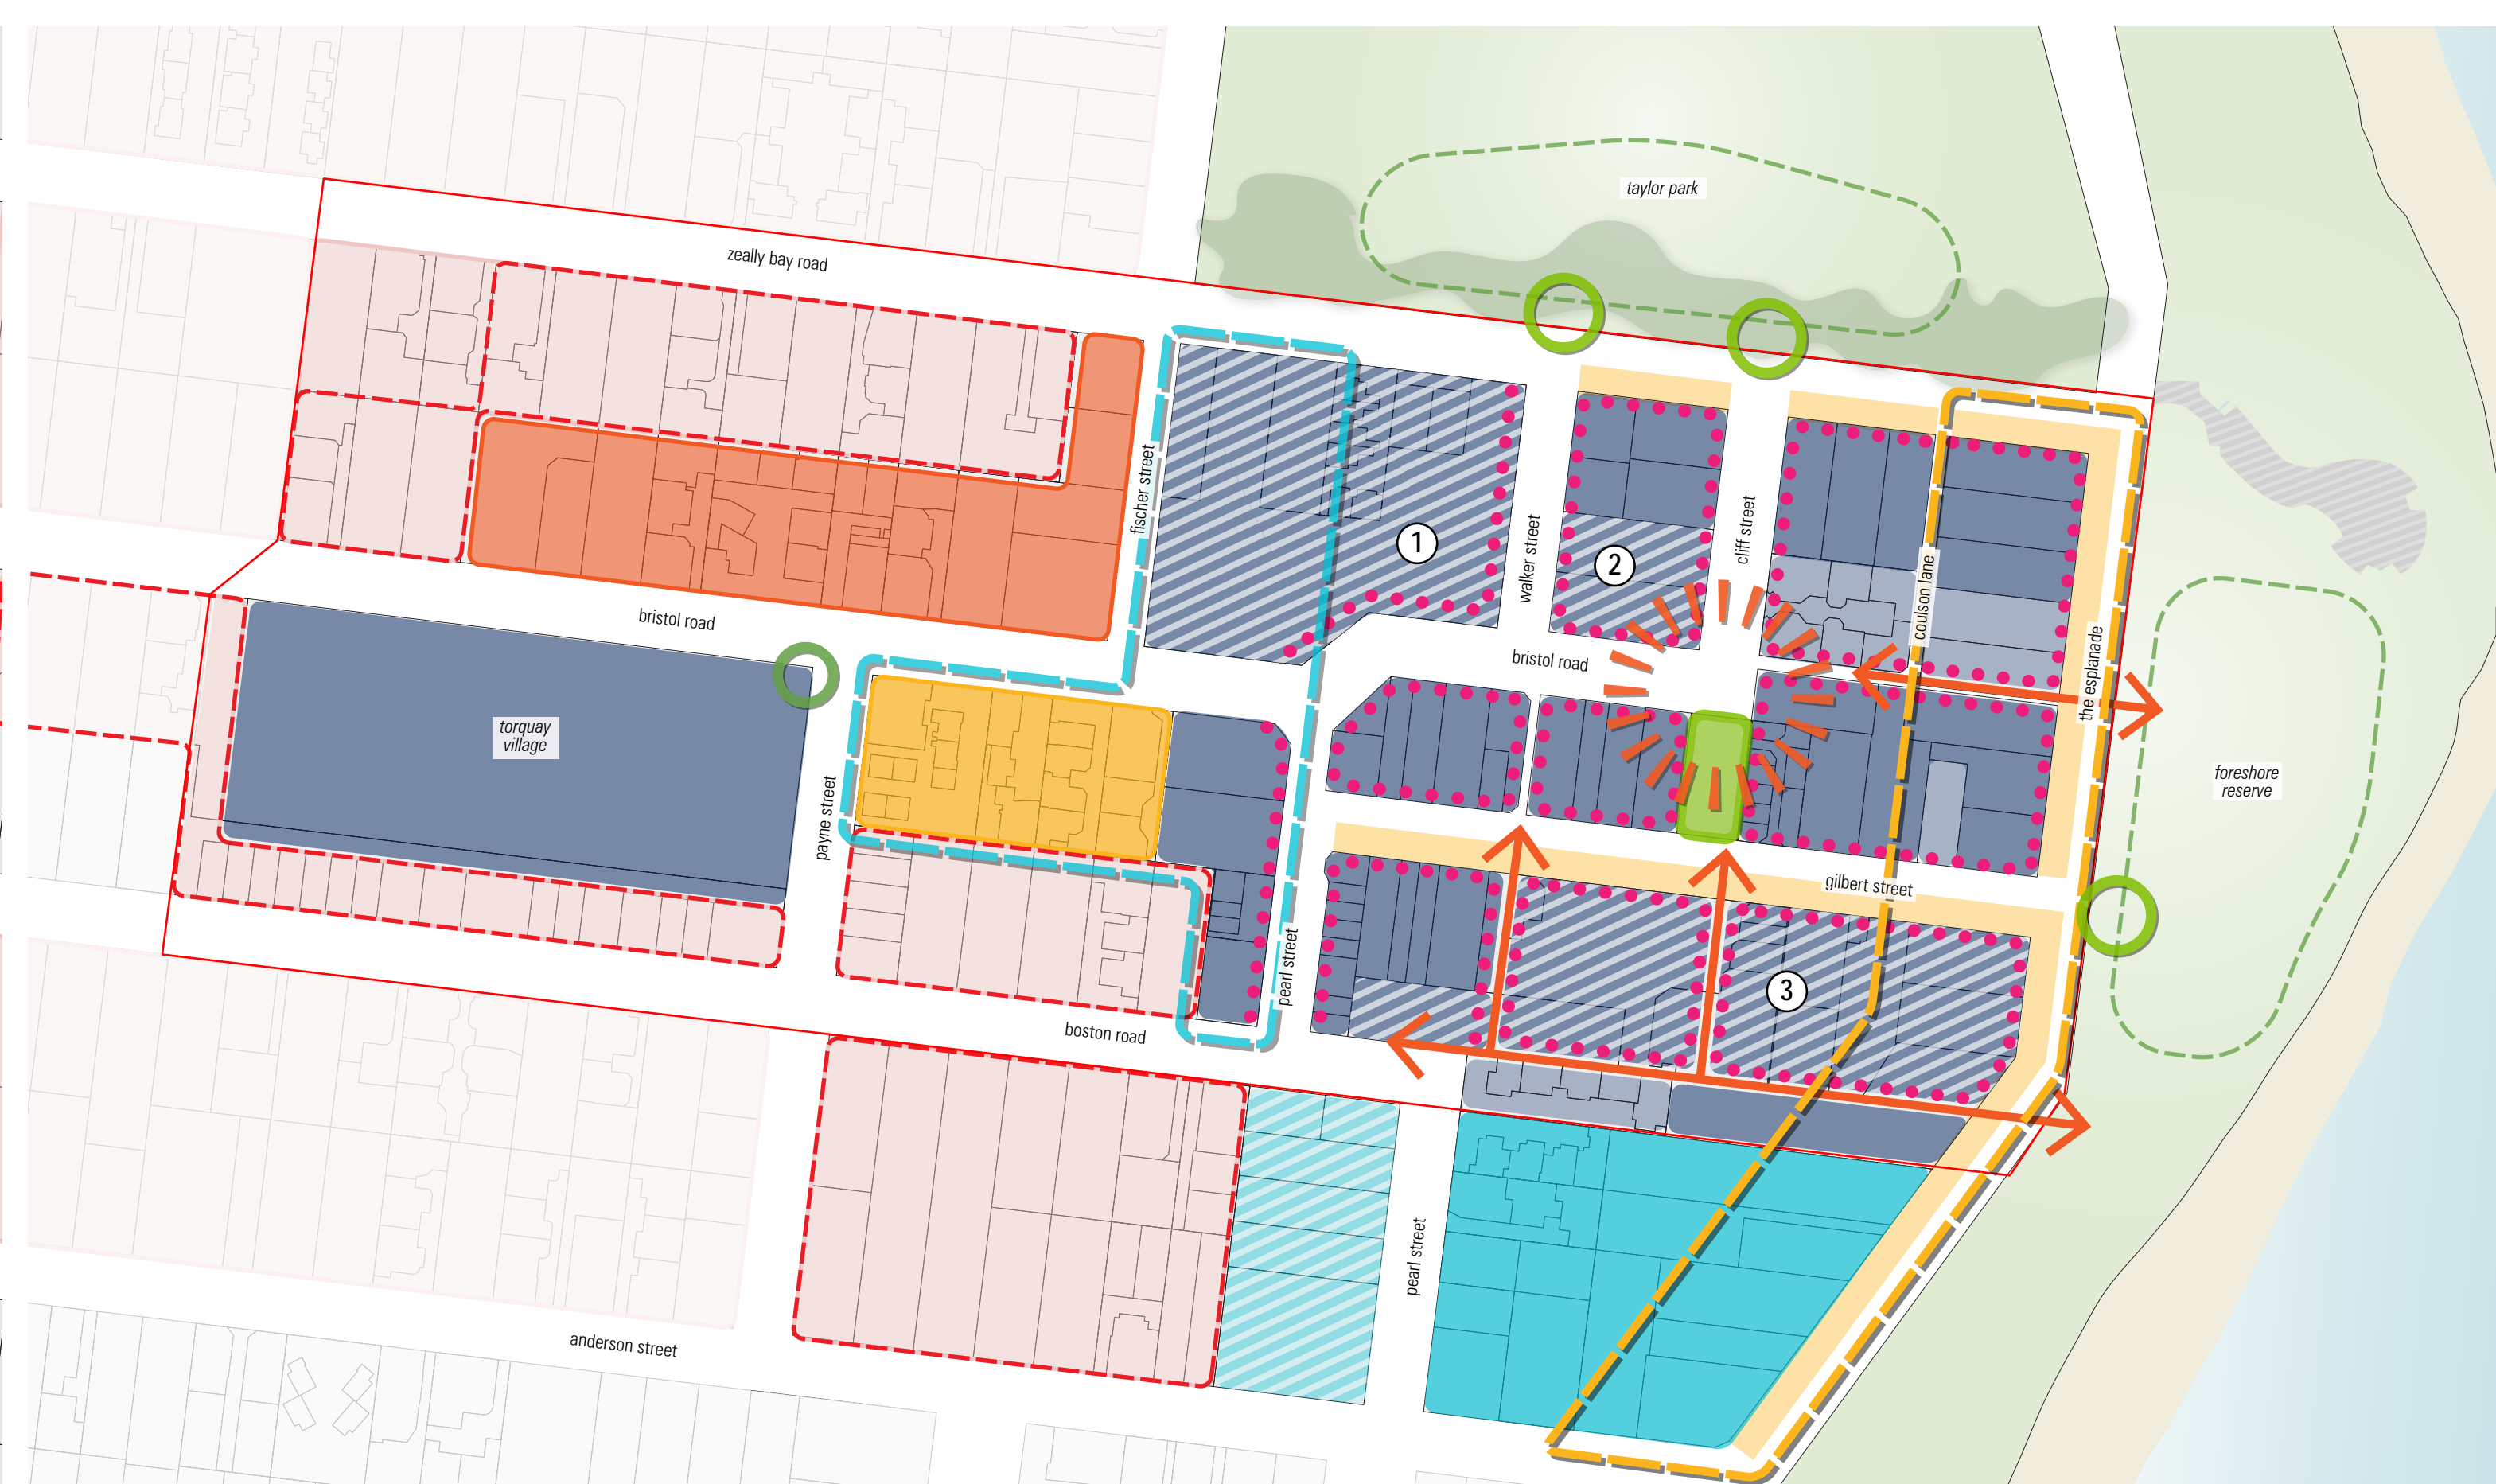 taylor park
zeally bay road
fischer street
1
walker street
2
cliff street
coulson lane
bristol road
bristol road
the esplanade
torquay
village
payne street
foreshore
reserve
gilbert street
pearl street
3
boston road
pearl street
anderson street